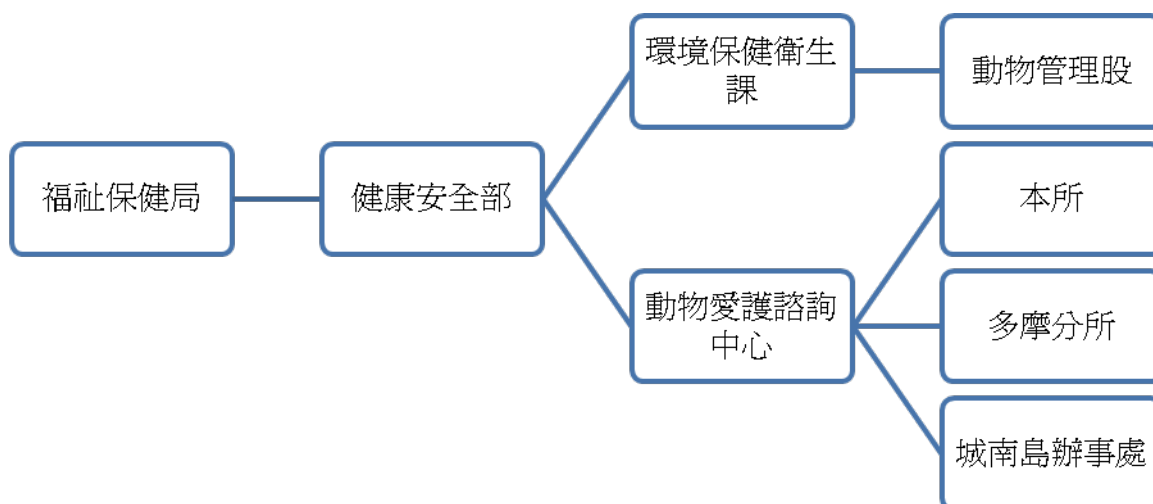 福祉保健局
健康安全部
環境保健衛生
課
動物管理股
動物愛護諮詢
中心
本所
多摩分所
城南島辦事處